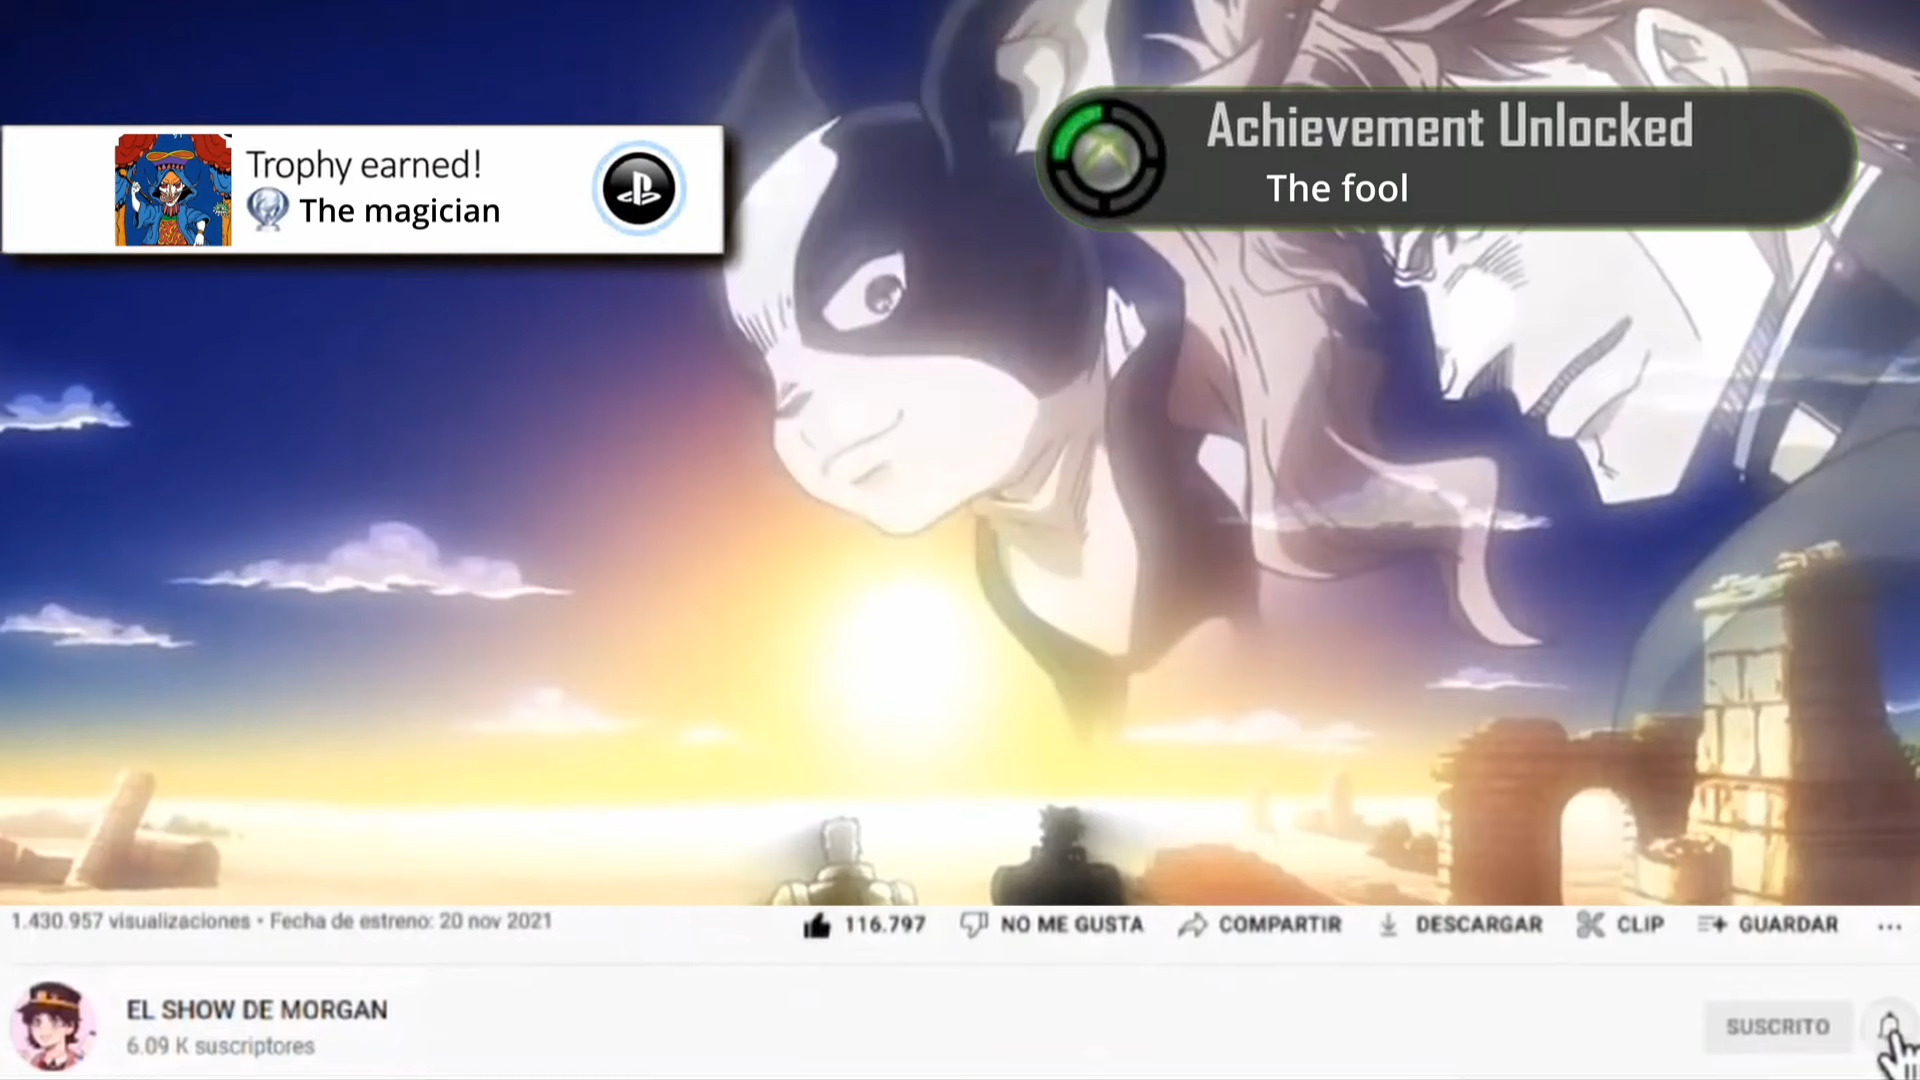 Trophy earned!
The magician
Achievement Unlocked
The fool
1.430.957 visualizaciones • Fecha de estreno: 20 nov 2021
116.797
NO ME GUSTA
COMPARTIR
DESCARGAR
CLIP
GUARDAR
EL SHOW DE MORGAN
6.09 K suscriptores
SUSCRITO